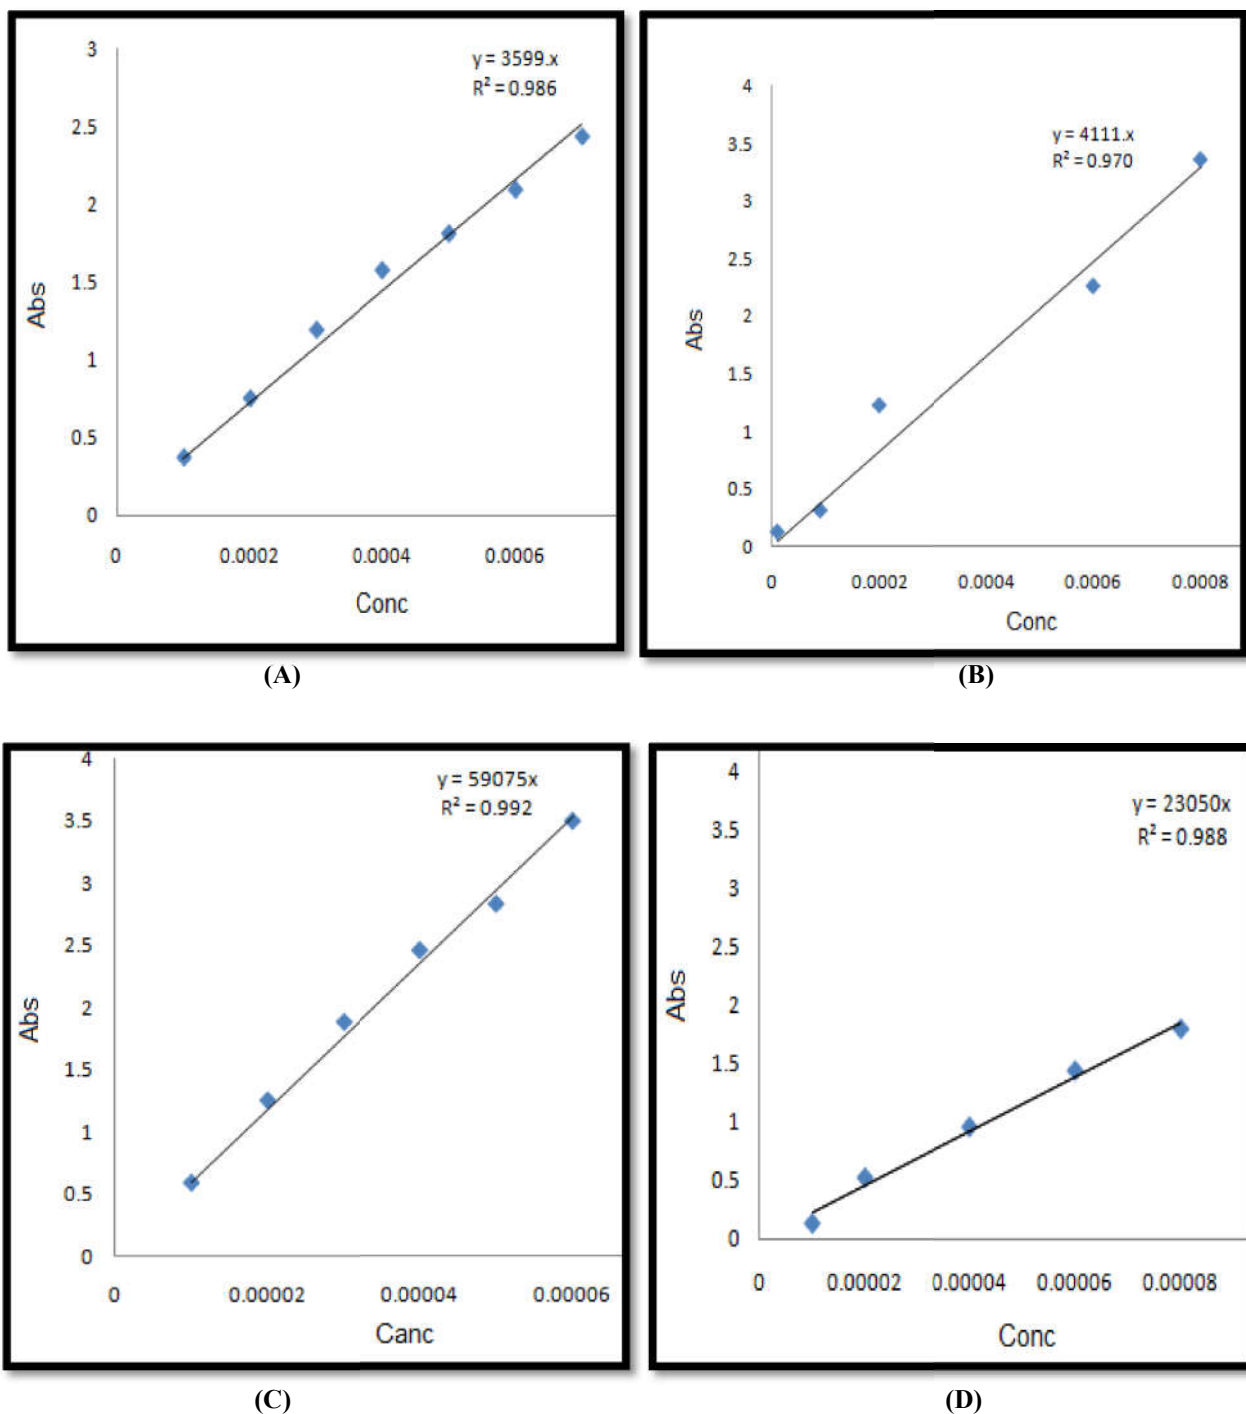 y = 3599.x
R² = 0.986
3
2.5
2
1.5
1
0.5
0
Abs
0 0.0002 0.0004 0.0006
Conc
(A)
y = 4111.x
R² = 0.970
4
3.5
3
2.5
2
1.5
1
0.5
0
Abs
0 0.0002 0.0004 0.0006 0.0008
Conc
(B)
y = 59075x
R² = 0.992
4
3.5
3
2.5
2
1.5
1
0.5
0
Abs
0 0.00002 0.00004 0.00006
Canc
(C)
y = 23050x
R² = 0.988
4
3.5
3
2.5
2
1.5
1
0.5
0
Abs
0 0.00002 0.00004 0.00006 0.00008
Conc
(D)